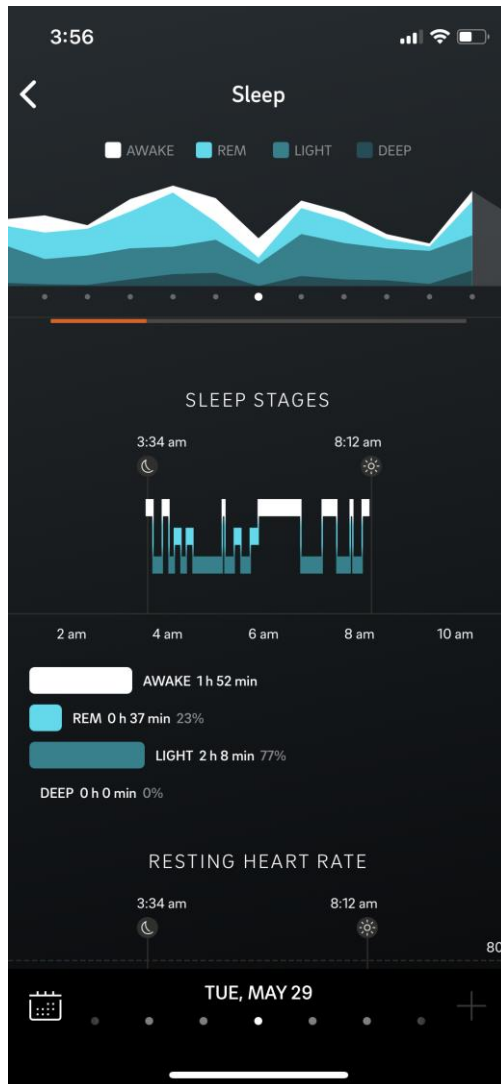 3:56
Sleep
AWAKE REM LIGHT DEEP
SLEEP STAGES
3:34 am 8:12 am
2 am 4 am 6 am 8 am 10 am
AWAKE 1 h 52 min
REM 0 h 37 min 23%
LIGHT 2 h 8 min 77%
DEEP 0 h 0 min 0%
RESTING HEART RATE
3:34 am 8:12 am
80
TUE, MAY 29